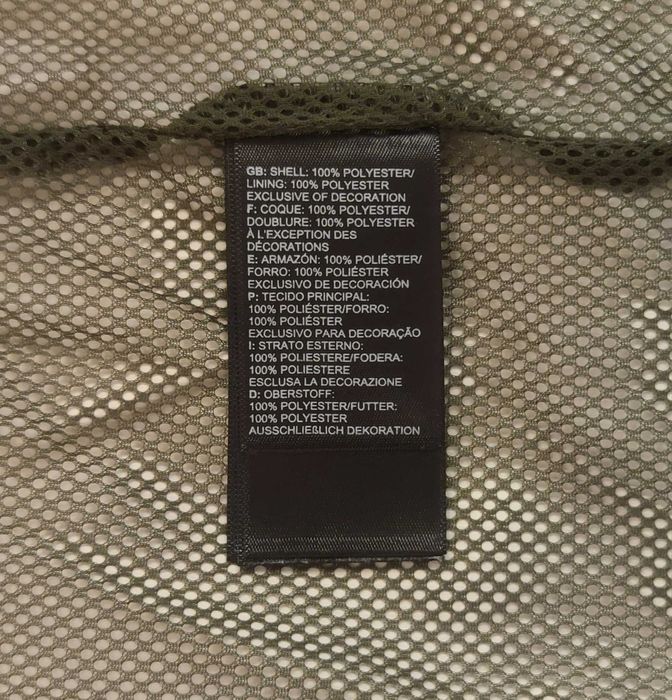 GB: SHELL: 100% POLYESTER/
LINING: 100% POLYESTER
EXCLUSIVE OF DECORATION
F: COQUE: 100% POLYESTER/
DOUBLURE: 100% POLYESTER
À L'EXCEPTION DES
DÉCORATIONS
E: ARMAZÓN: 100% POLIÉSTER/
FORRO: 100% POLIÉSTER
EXCLUSIVO DE DECORACIÓN
P: TECIDO PRINCIPAL:
100% POLIÉSTER/FORRO:
100% POLIÉSTER
EXCLUSIVO PARA DECORAÇÃO
I: STRATO ESTERNO:
100% POLIESTERE/FODERA:
100% POLIESTERE
ESCLUSA LA DECORAZIONE
D: OBERSTOFF:
100% POLYESTER/FUTTER:
100% POLYESTER
AUSSCHLIEßLICH DEKORATION